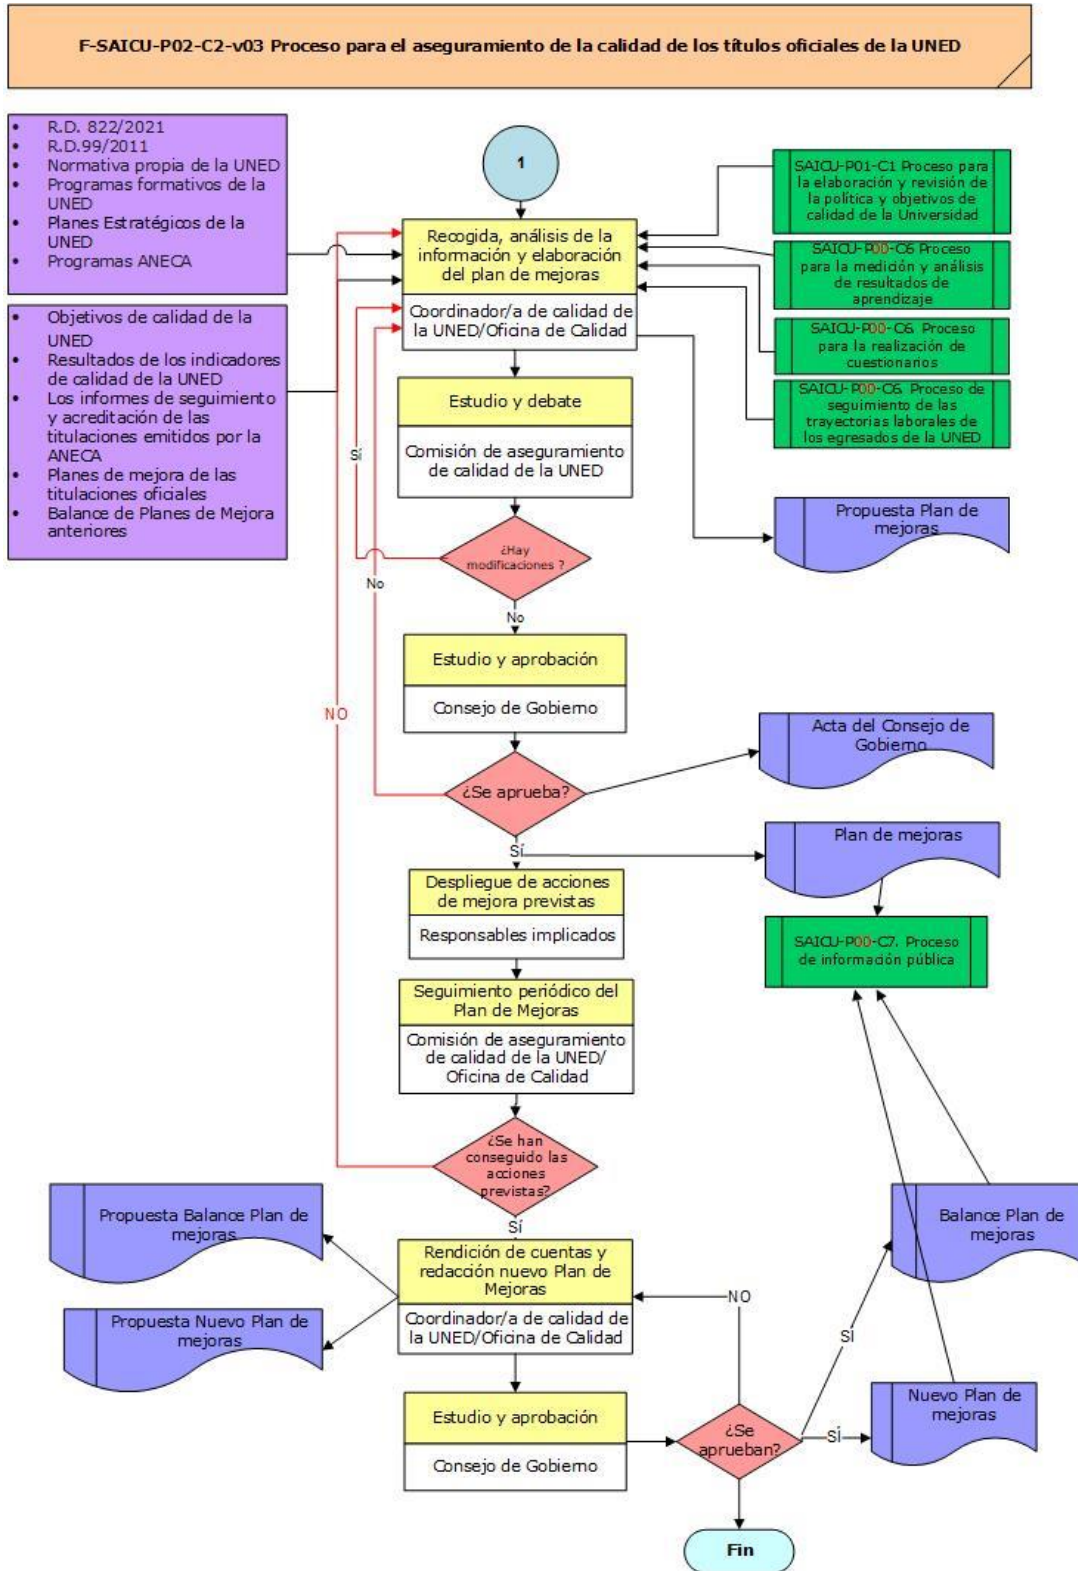 F-SAICU-P02-C2-v03 Proceso para el aseguramiento de la calidad de los títulos oficiales de la UNED
• R.D. 822/2021
• R.D.99/2011
• Normativa propia de la UNED
• Programas formativos de la
UNED
• Planes Estratégicos de la
UNED
• Programas ANECA
• Objetivos de calidad de la
UNED
• Resultados de los indicadores
de calidad de la UNED
• Los informes de seguimiento
y acreditación de las
titulaciones emitidos por la
ANECA
• Planes de mejora de las
titulaciones oficiales
• Balance de Planes de Mejora
anteriores
1
Recogida, análisis de la
información y elaboración
del plan de mejoras
Coordinador/a de calidad de
la UNED/Oficina de Calidad
SAICU-P01-C1 Proceso para
la elaboración y revisión de
la política y objetivos de
calidad de la Universidad
SAICU-P00-C6 Proceso
para la medición y análisis
de resultados de
aprendizaje
SAICU-P00-C6. Proceso
para la realización de
cuestionarios
SAICU-P00-C6. Proceso de
seguimiento de las
trayectorias laborales de
los egresados de la UNED
Estudio y debate
Comisión de aseguramiento
de calidad de la UNED
Sí
Propuesta Plan de
mejoras
¿Hay
modificaciones ?
No
No
Estudio y aprobación
Consejo de Gobierno
NO
Acta del Consejo de
Gobierno
¿Se aprueba?
Sí
Plan de mejoras
Despliegue de acciones
de mejora previstas
Responsables implicados
SAICU-P00-C7. Proceso
de información pública
Seguimiento periódico del
Plan de Mejoras
Comisión de aseguramiento
de calidad de la UNED/
Oficina de Calidad
¿Se han
conseguido las
acciones
previstas?
Sí
Propuesta Balance Plan de
mejoras
Balance Plan de
mejoras
Rendición de cuentas y
redacción nuevo Plan de
Mejoras
Coordinador/a de calidad de
la UNED/Oficina de Calidad
NO
Propuesta Nuevo Plan de
mejoras
SI
Nuevo Plan de
mejoras
Estudio y aprobación
Consejo de Gobierno
¿Se
aprueban?
SÍ
Fin